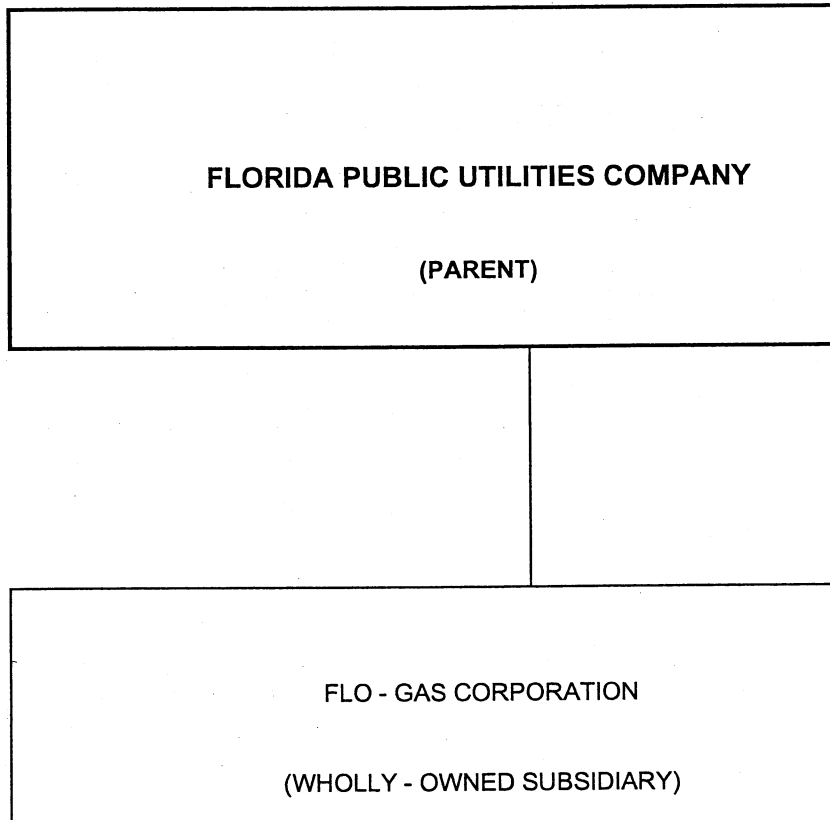 FLORIDA PUBLIC UTILITIES COMPANY
(PARENT)
FLO - GAS CORPORATION
(WHOLLY - OWNED SUBSIDIARY)